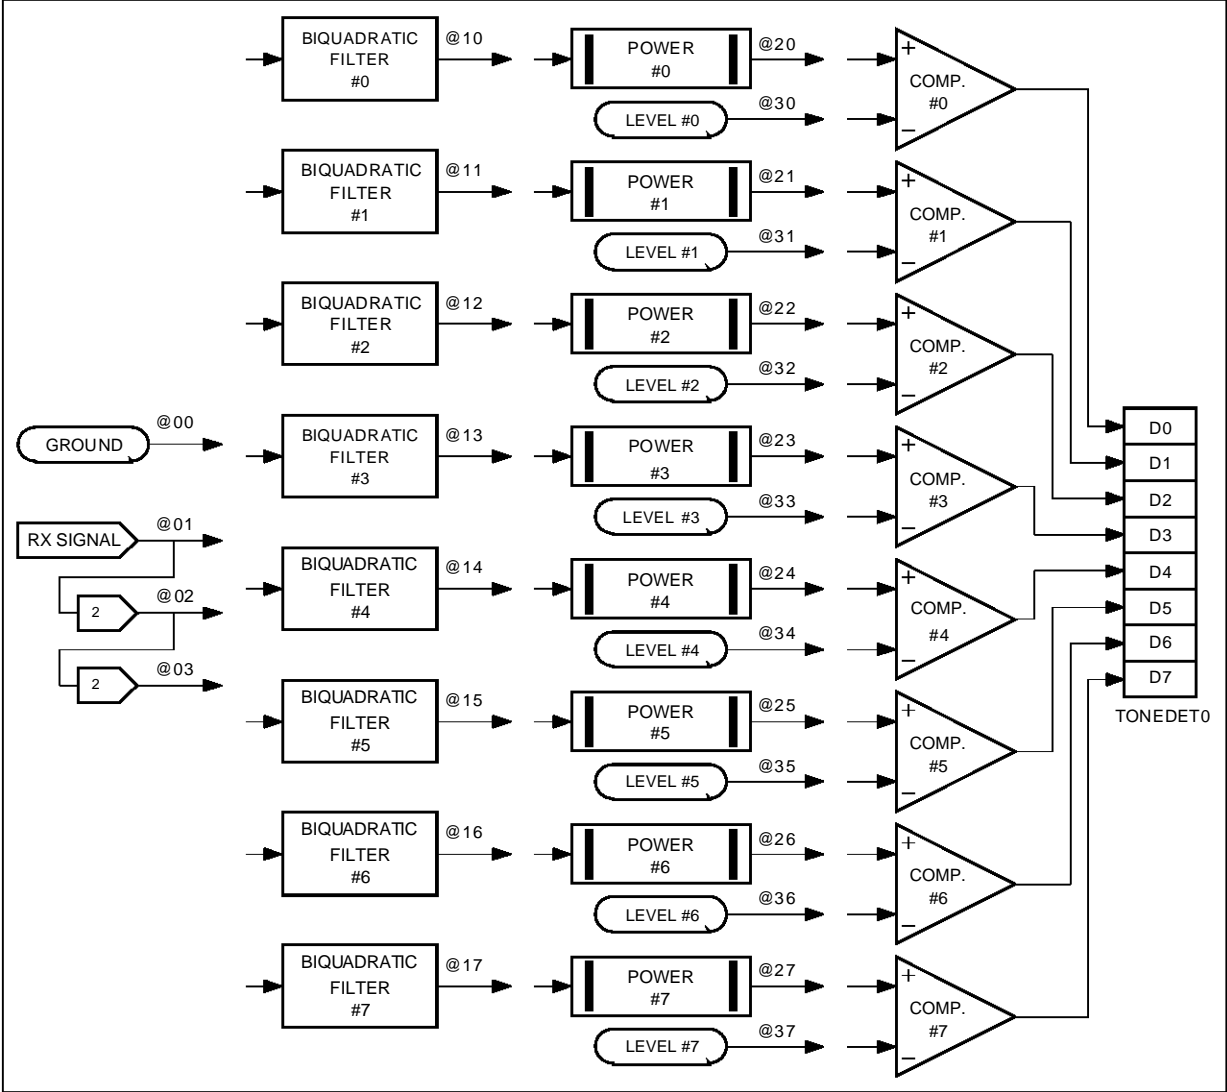 BIQUADRATIC
FILTER
#0
@10
POWER
#0
@20
LEVEL #0
@30
+
−
COMP.
#0
BIQUADRATIC
FILTER
#1
@11
POWER
#1
@21
LEVEL #1
@31
+
−
COMP.
#1
BIQUADRATIC
FILTER
#2
@12
POWER
#2
@22
LEVEL #2
@32
+
−
COMP.
#2
GROUND
@00
BIQUADRATIC
FILTER
#3
@13
POWER
#3
@23
LEVEL #3
@33
+
−
COMP.
#3
RX SIGNAL
@01
2
@02
2
@03
BIQUADRATIC
FILTER
#4
@14
POWER
#4
@24
LEVEL #4
@34
+
−
COMP.
#4
BIQUADRATIC
FILTER
#5
@15
POWER
#5
@25
LEVEL #5
@35
+
−
COMP.
#5
BIQUADRATIC
FILTER
#6
@16
POWER
#6
@26
LEVEL #6
@36
+
−
COMP.
#6
BIQUADRATIC
FILTER
#7
@17
POWER
#7
@27
LEVEL #7
@37
+
−
COMP.
#7
D0
D1
D2
D3
D4
D5
D6
D7
TONEDET0